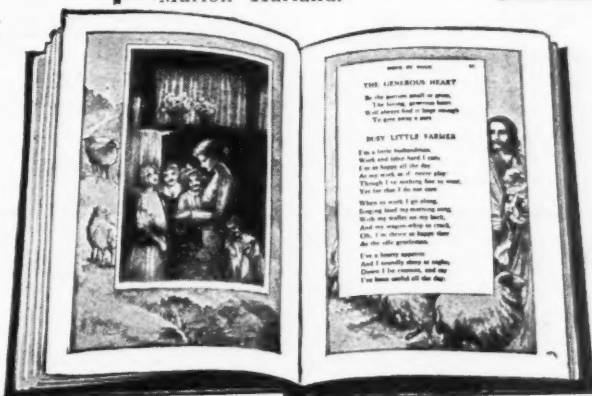 Marion Harland.
THE GENEROUS HEART
Be the portion small or great,
The loving, generous heart
Will always find it large enough
To give away a part.
BUSY LITTLE FARMER
I'm a little husbandman,
Work and labor hard I can;
I'm as happy all the day
At my work as if 'twere play:
Though I've nothing fine to wear,
Yet for that I do not care.
When to work I go along,
Singing loud my morning song,
With my wallet on my back,
And my wagon-whip to crack,
Oh, I'm thrice as happy then
As the idle gentleman.
I've a hearty appetite
And I soundly sleep at night;
Down I lie content, and say
I've been useful all the day;